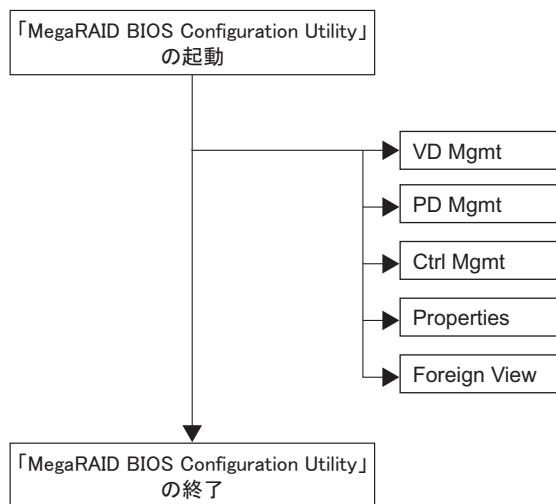 「MegaRAID BIOS Configuration Utility」
の起動
VD Mgmt
PD Mgmt
Ctrl Mgmt
Properties
Foreign View
「MegaRAID BIOS Configuration Utility」
の終了